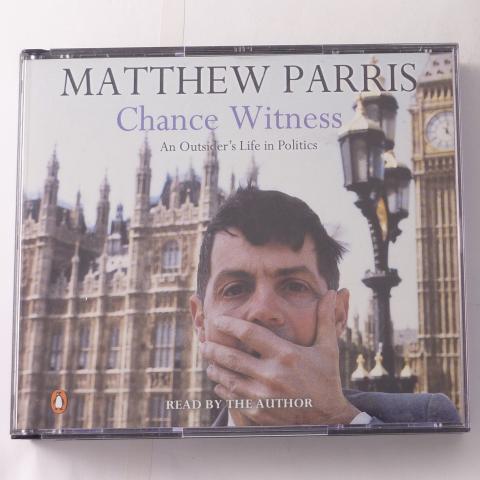 MATTHEW PARRIS
Chance Witness
An Outsider's Life in Politics
READ BY THE AUTHOR